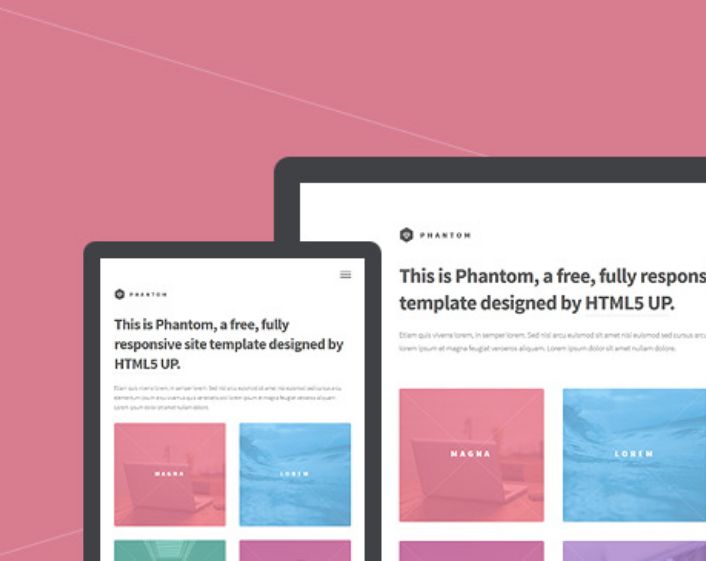 PHANTOM
This is Phantom, a free, fully
responsive site template designed by
HTML5 UP.
MAGNA
LOREM
PHANTOM
This is Phantom, a free, fully respons
template designed by HTML5 UP.
Etiam quis viverra lorem, in semper lorem. Sed nisl arcu euismod sit amet nisl euismod sed cursus arcu
lorem ipsum et magna feugiat veroeros aliquam. Lorem ipsum dolor sit amet nullam dolore.
MAGNA
LOREM